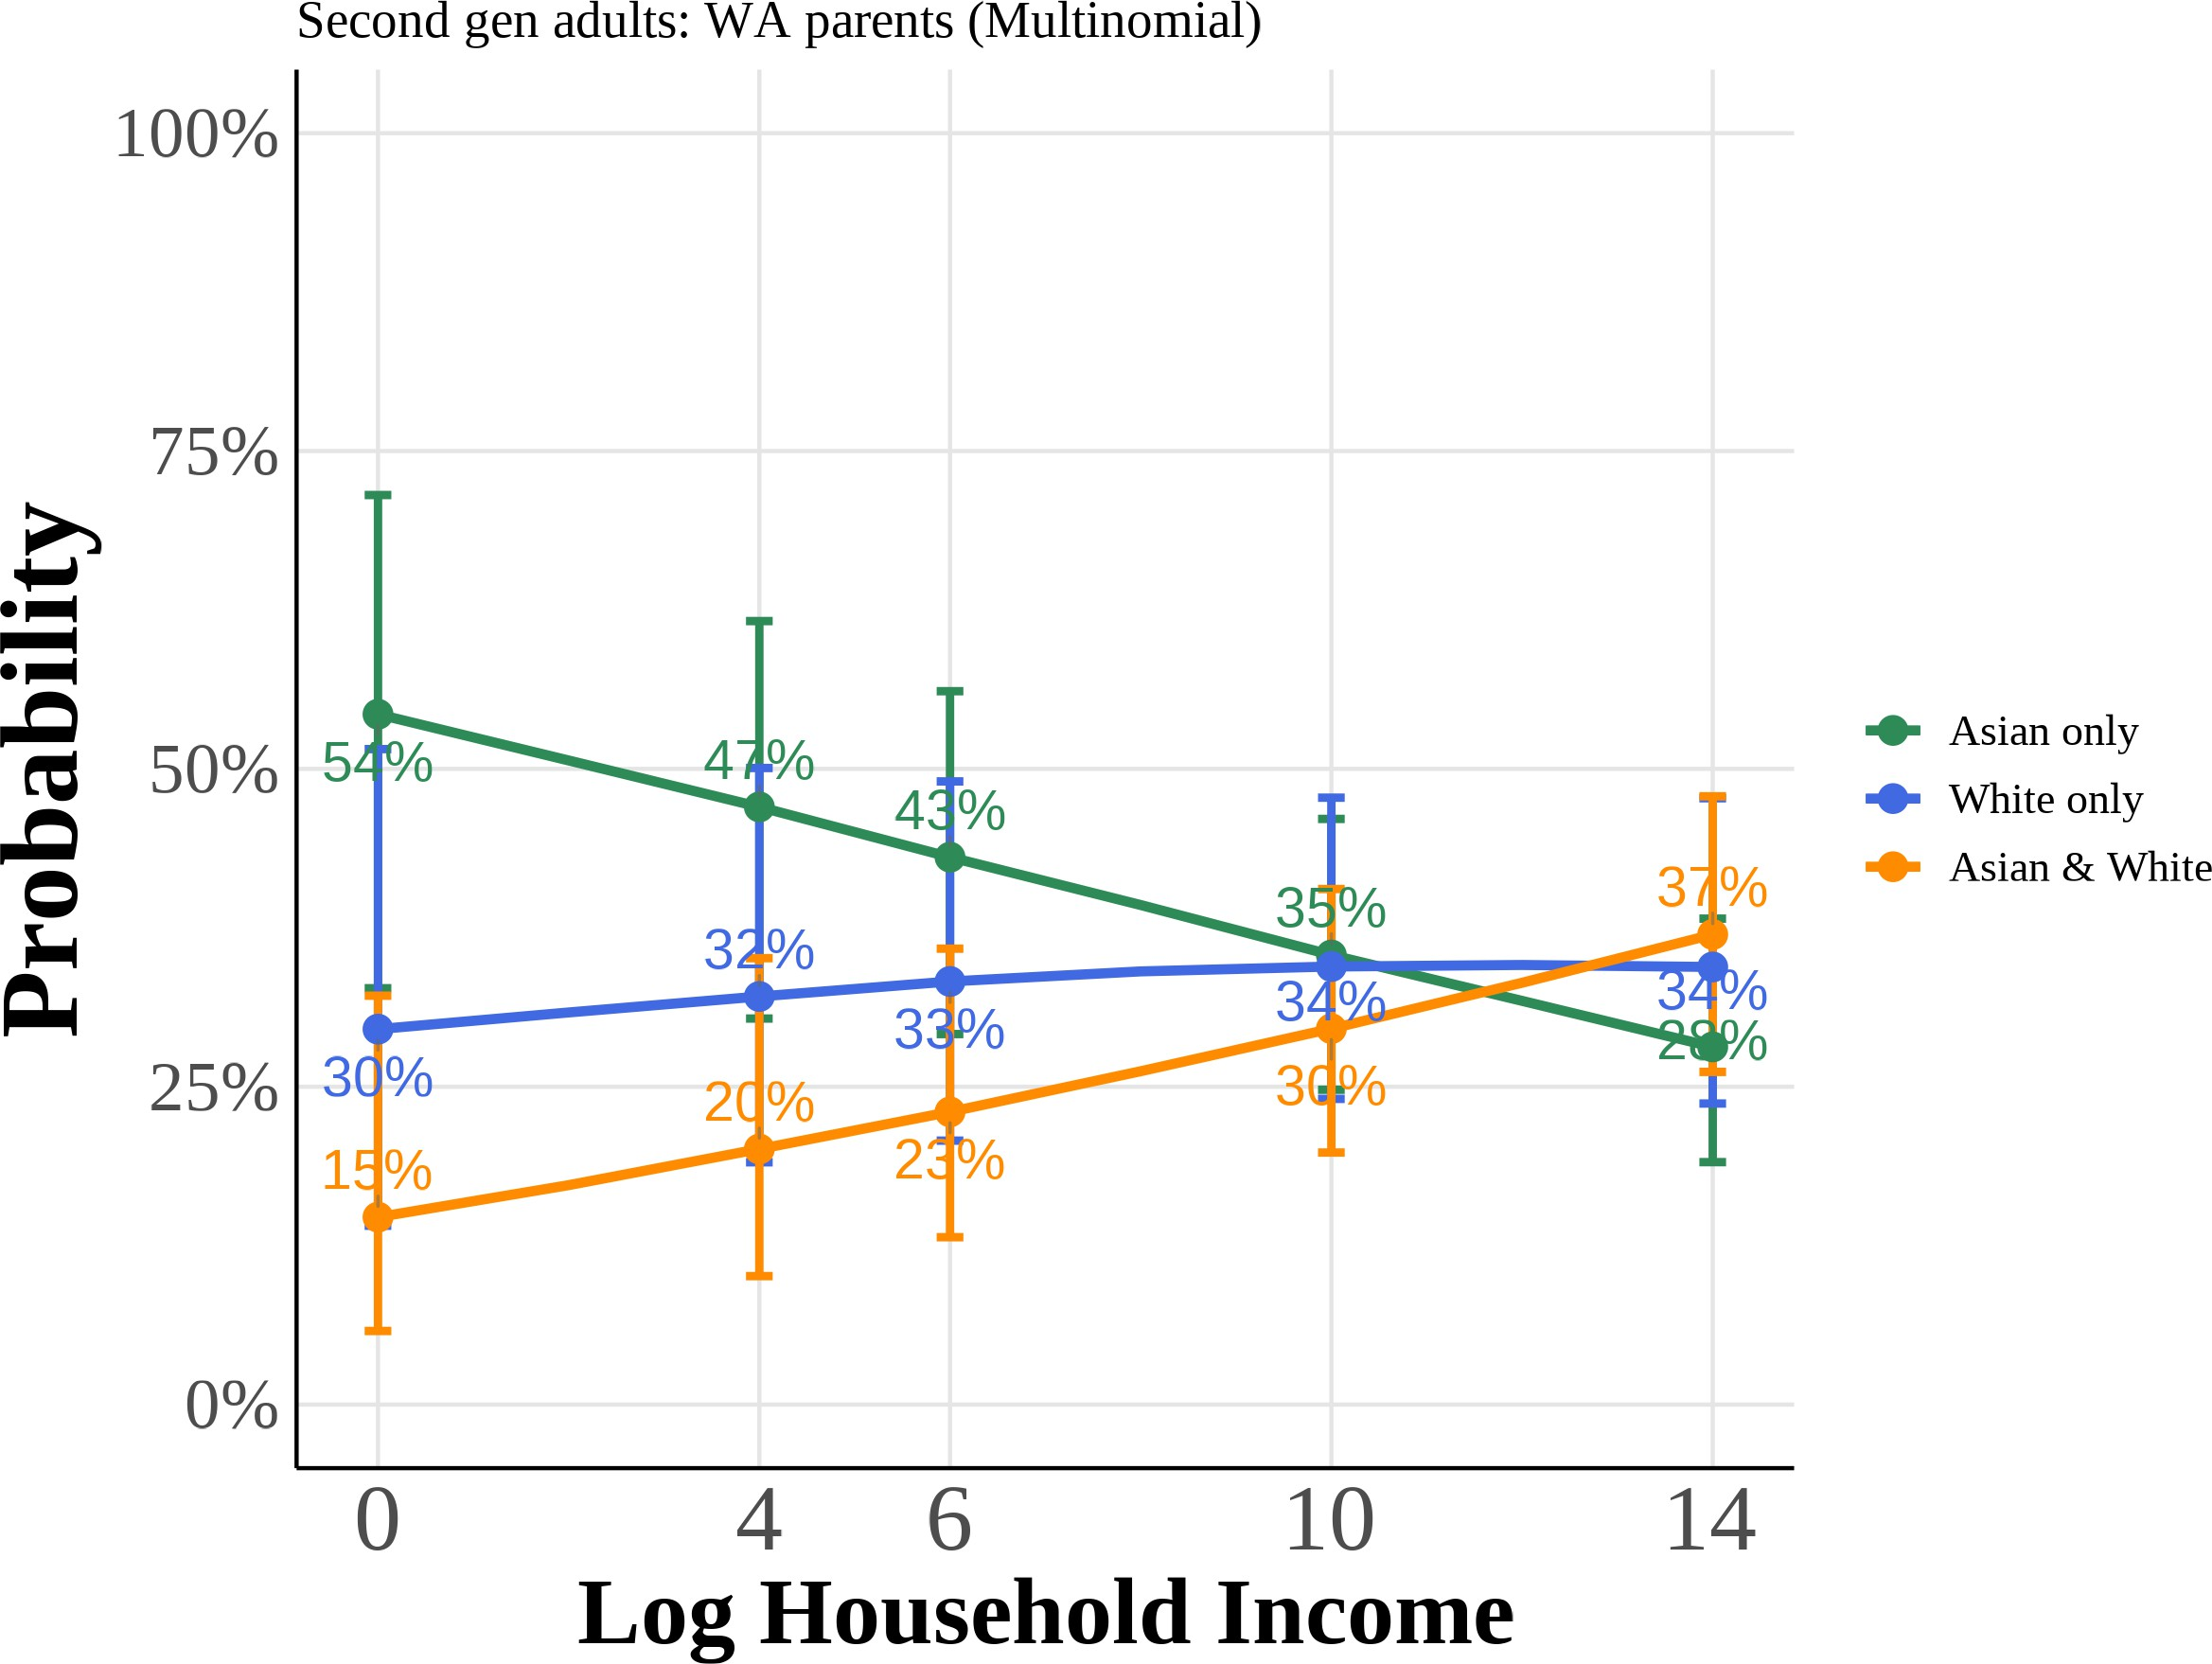 Second gen adults: WA parents (Multinomial)
100%
75%
50%
25%
0%
Probability
54%
47%
43%
35%
28%
30%
32%
33%
34%
34%
15%
20%
23%
30%
37%
0 4 6 10 14
Log Household Income
Asian only
White only
Asian & White